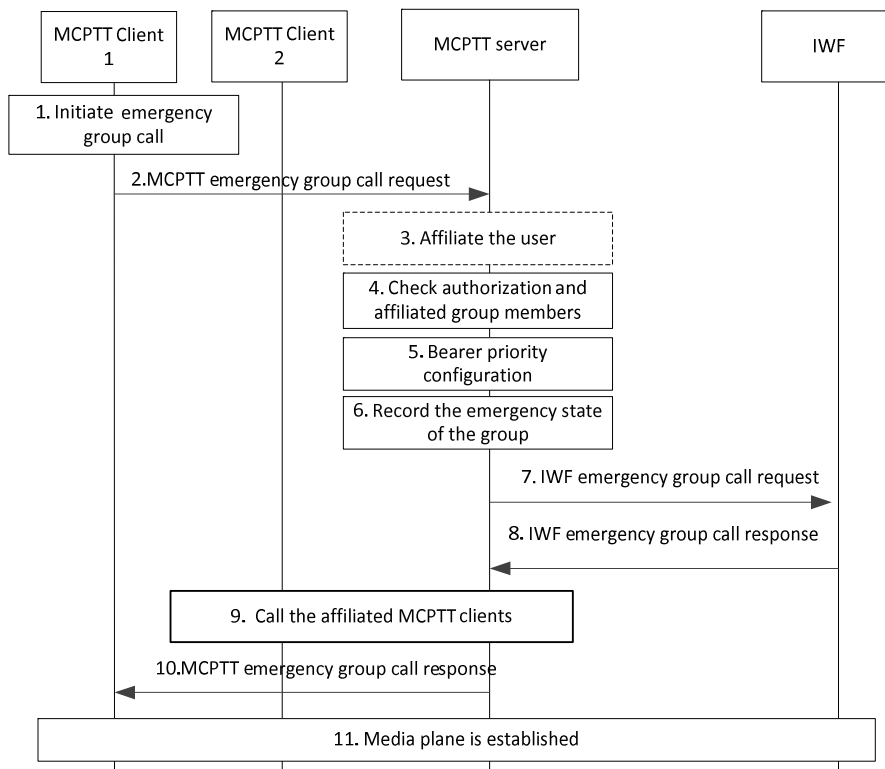 MCPTT Client
1
MCPTT Client
2
MCPTT server
IWF
1. Initiate emergency
group call
2.MCPTT emergency group call request
3. Affiliate the user
4. Check authorization and
affiliated group members
5. Bearer priority
configuration
6. Record the emergency state
of the group
7. IWF emergency group call request
8. IWF emergency group call response
9. Call the affiliated MCPTT clients
10.MCPTT emergency group call response
11. Media plane is established